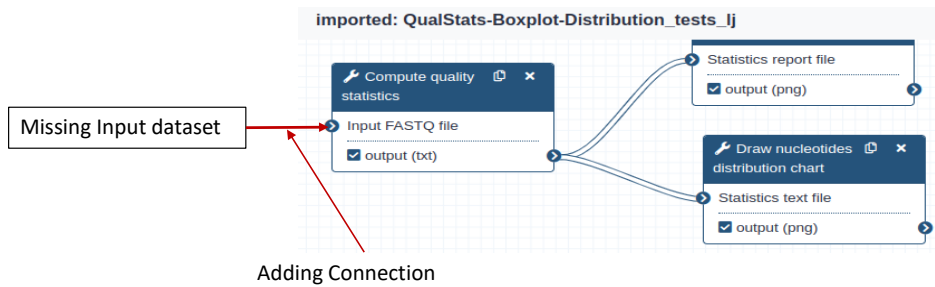 imported: QualStats-Boxplot-Distribution_tests_lj
Statistics report file
output (png)
Compute quality
statistics
Input FASTQ file
output (txt)
Missing Input dataset
Draw nucleotides
distribution chart
Statistics text file
output (png)
Adding Connection